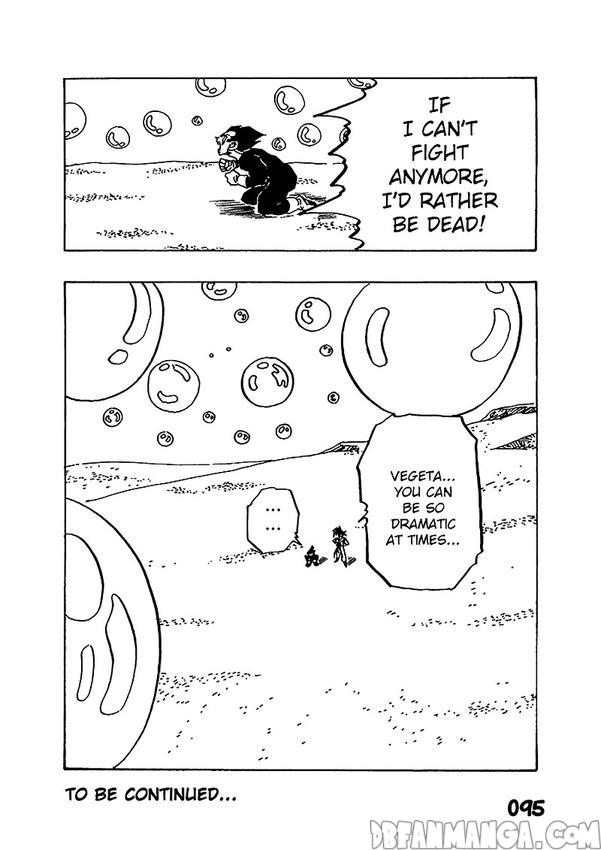 IF
I CAN'T
FIGHT
ANYMORE,
I'D RATHER
BE DEAD!
VEGETA...
YOU CAN
BE SO
DRAMATIC
AT TIMES...
...
...
TO BE CONTINUED...
095
DBFANMANGA.COM